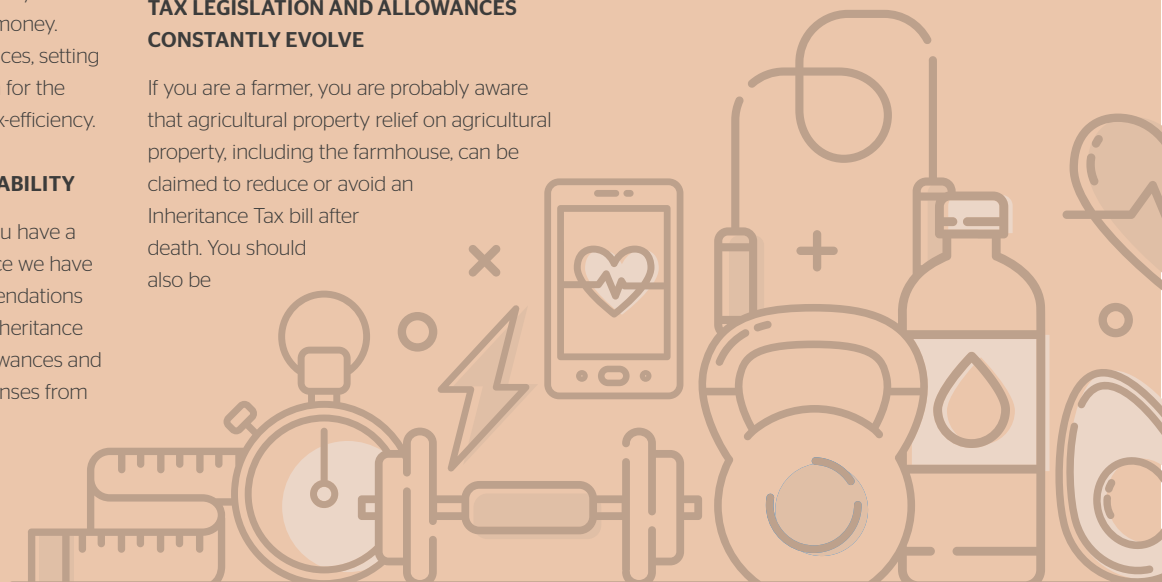 money.
ces, setting
for the
x-efficiency.
ABILITY
u have a
ce we have
endations
heritance
wances and
nses from
TAX LEGISLATION AND ALLOWANCES
CONSTANTLY EVOLVE
If you are a farmer, you are probably aware
that agricultural property relief on agricultural
property, including the farmhouse, can be
claimed to reduce or avoid an
Inheritance Tax bill after
death. You should
also be